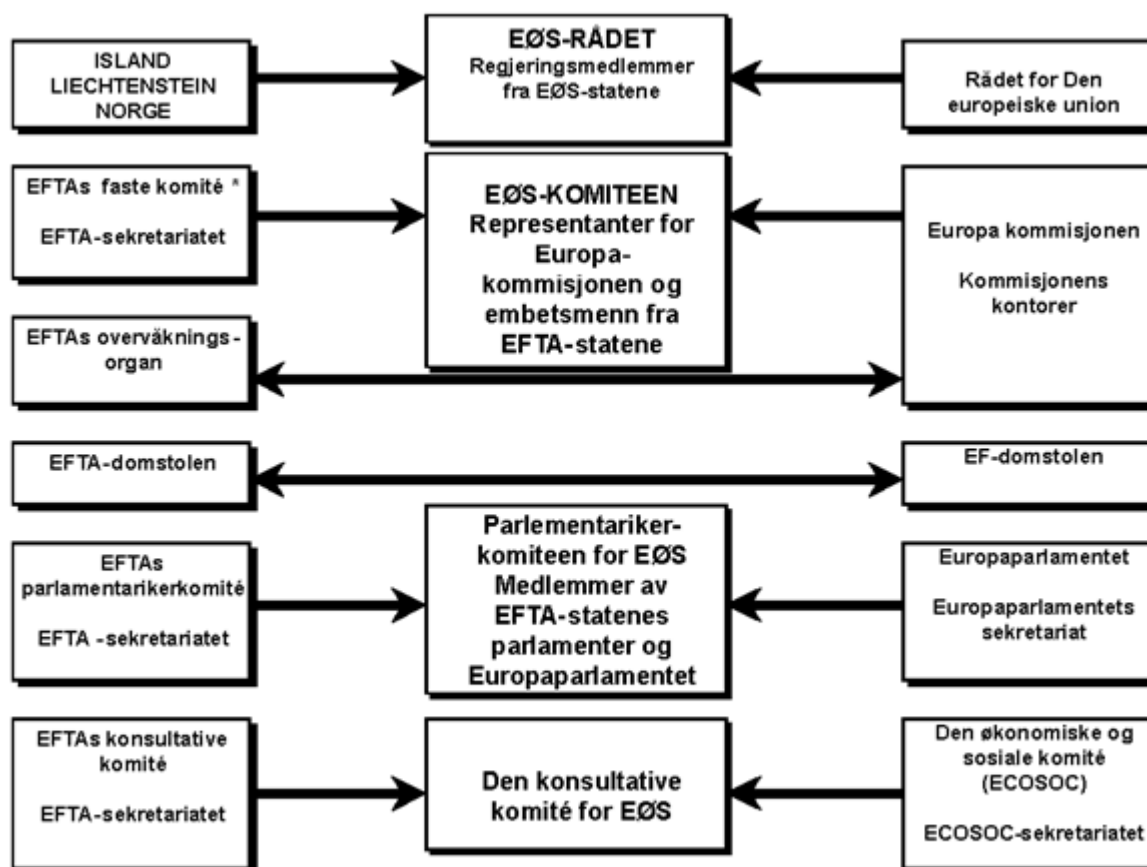 ISLAND
LIECHTENSTEIN
NORGE
EØS-RÅDET
Regjeringsmedlemmer
fra EØS-statene
Rådet for Den
europeiske union
EFTAs faste komité *
EFTA-sekretariatet
EØS-KOMITEEN
Representanter for
Europa-
kommisjonen og
embetsmenn fra
EFTA-statene
Europa kommisjonen
Kommisjonens
kontorer
EFTAs overvåknings-
organ
EFTA-domstolen
EF-domstolen
EFTAs
parlamentarikerkomité
EFTA -sekretariatet
Parlementariker-
komiteen for EØS
Medlemmer av
EFTA-statenes
parlamenter og
Europaparlamentet
Europaparlamentet
Europaparlamentets
sekretariat
EFTAs konsultative
komité
EFTA-sekretariatet
Den konsultative
komité for EØS
Den økonomiske og
sosiale komité
(ECOSOC)
ECOSOC-sekretariatet